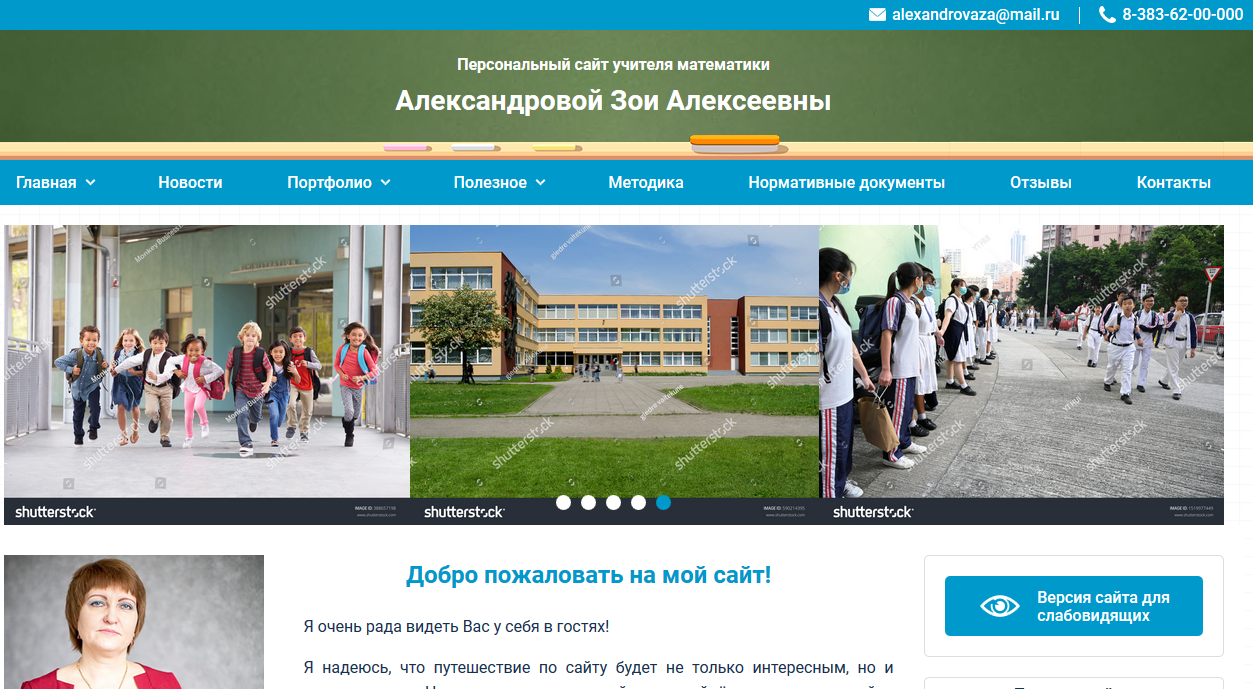 alexandrovaza@mail.ru
8-383-62-00-000
Персональный сайт учителя математики
Александровой Зои Алексеевны
Главная
Новости
Портфолио
Полезное
Методика
Нормативные документы
Отзывы
Контакты
shutterstock
shutterstock
shutterstock
Добро пожаловать на мой сайт!
Я очень рада видеть Вас у себя в гостях!
Я надеюсь, что путешествие по сайту будет не только интересным, но и
Версия сайта для
слабовидящих